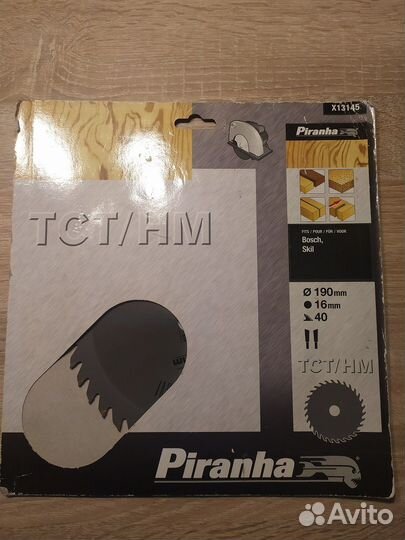 X13145
Piranha
TCT/HM
FITS / POUR / FÜR / VOOR
Bosch,
Skil
Ø 190mm
16mm
40
TCT/HM
Piranha
Avito